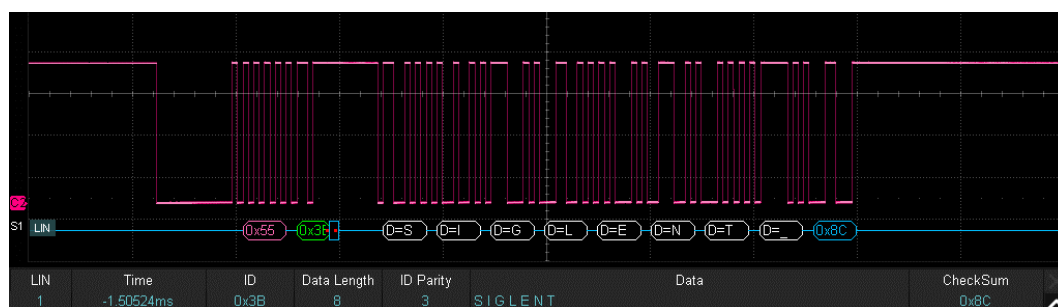 C2
S1 LIN 0x55 0x3B D=S D=I D=G D=L D=E D=N D=T D=_ 0x8C
LIN Time ID Data Length ID Parity Data CheckSum
1 -1.50524ms 0x3B 8 3 S I G L E N T 0x8C